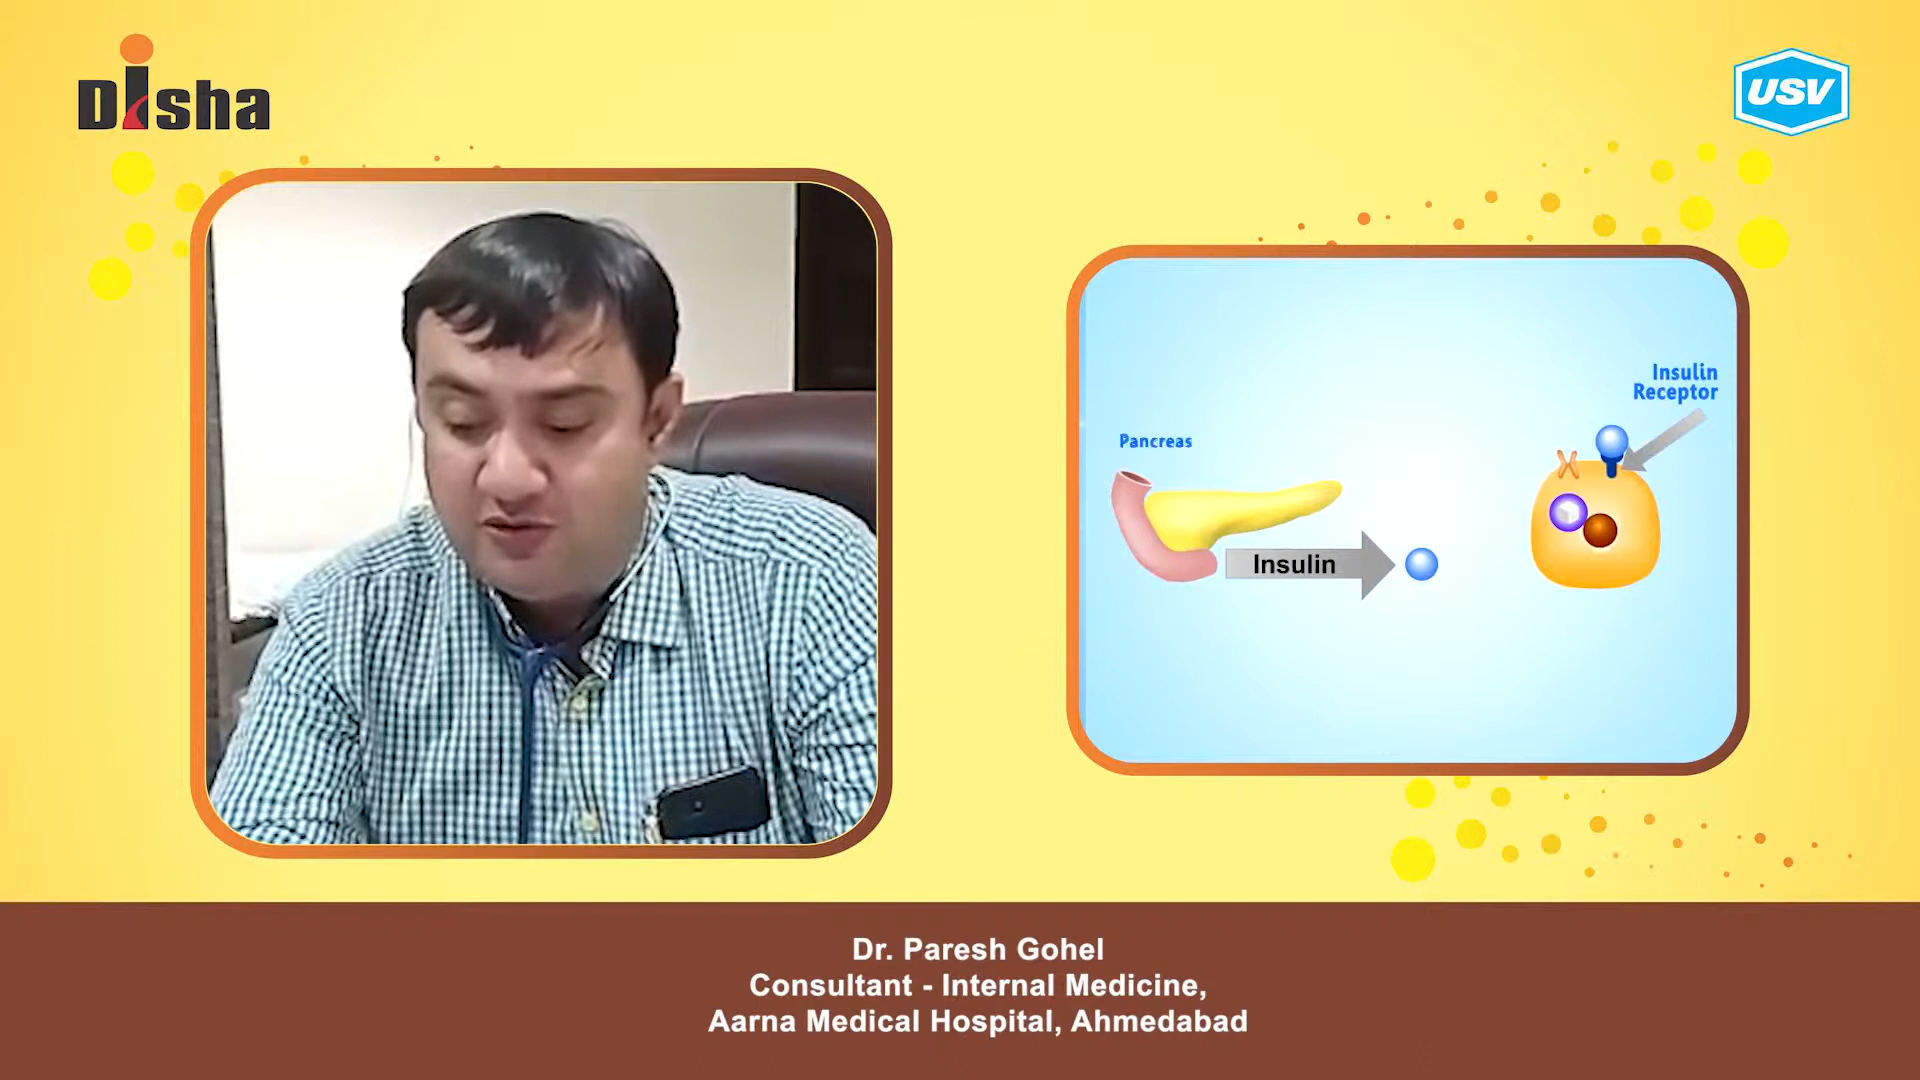 Disha
USV
Insulin
Receptor
Pancreas
Insulin
Dr. Paresh Gohel
Consultant - Internal Medicine,
Aarna Medical Hospital, Ahmedabad